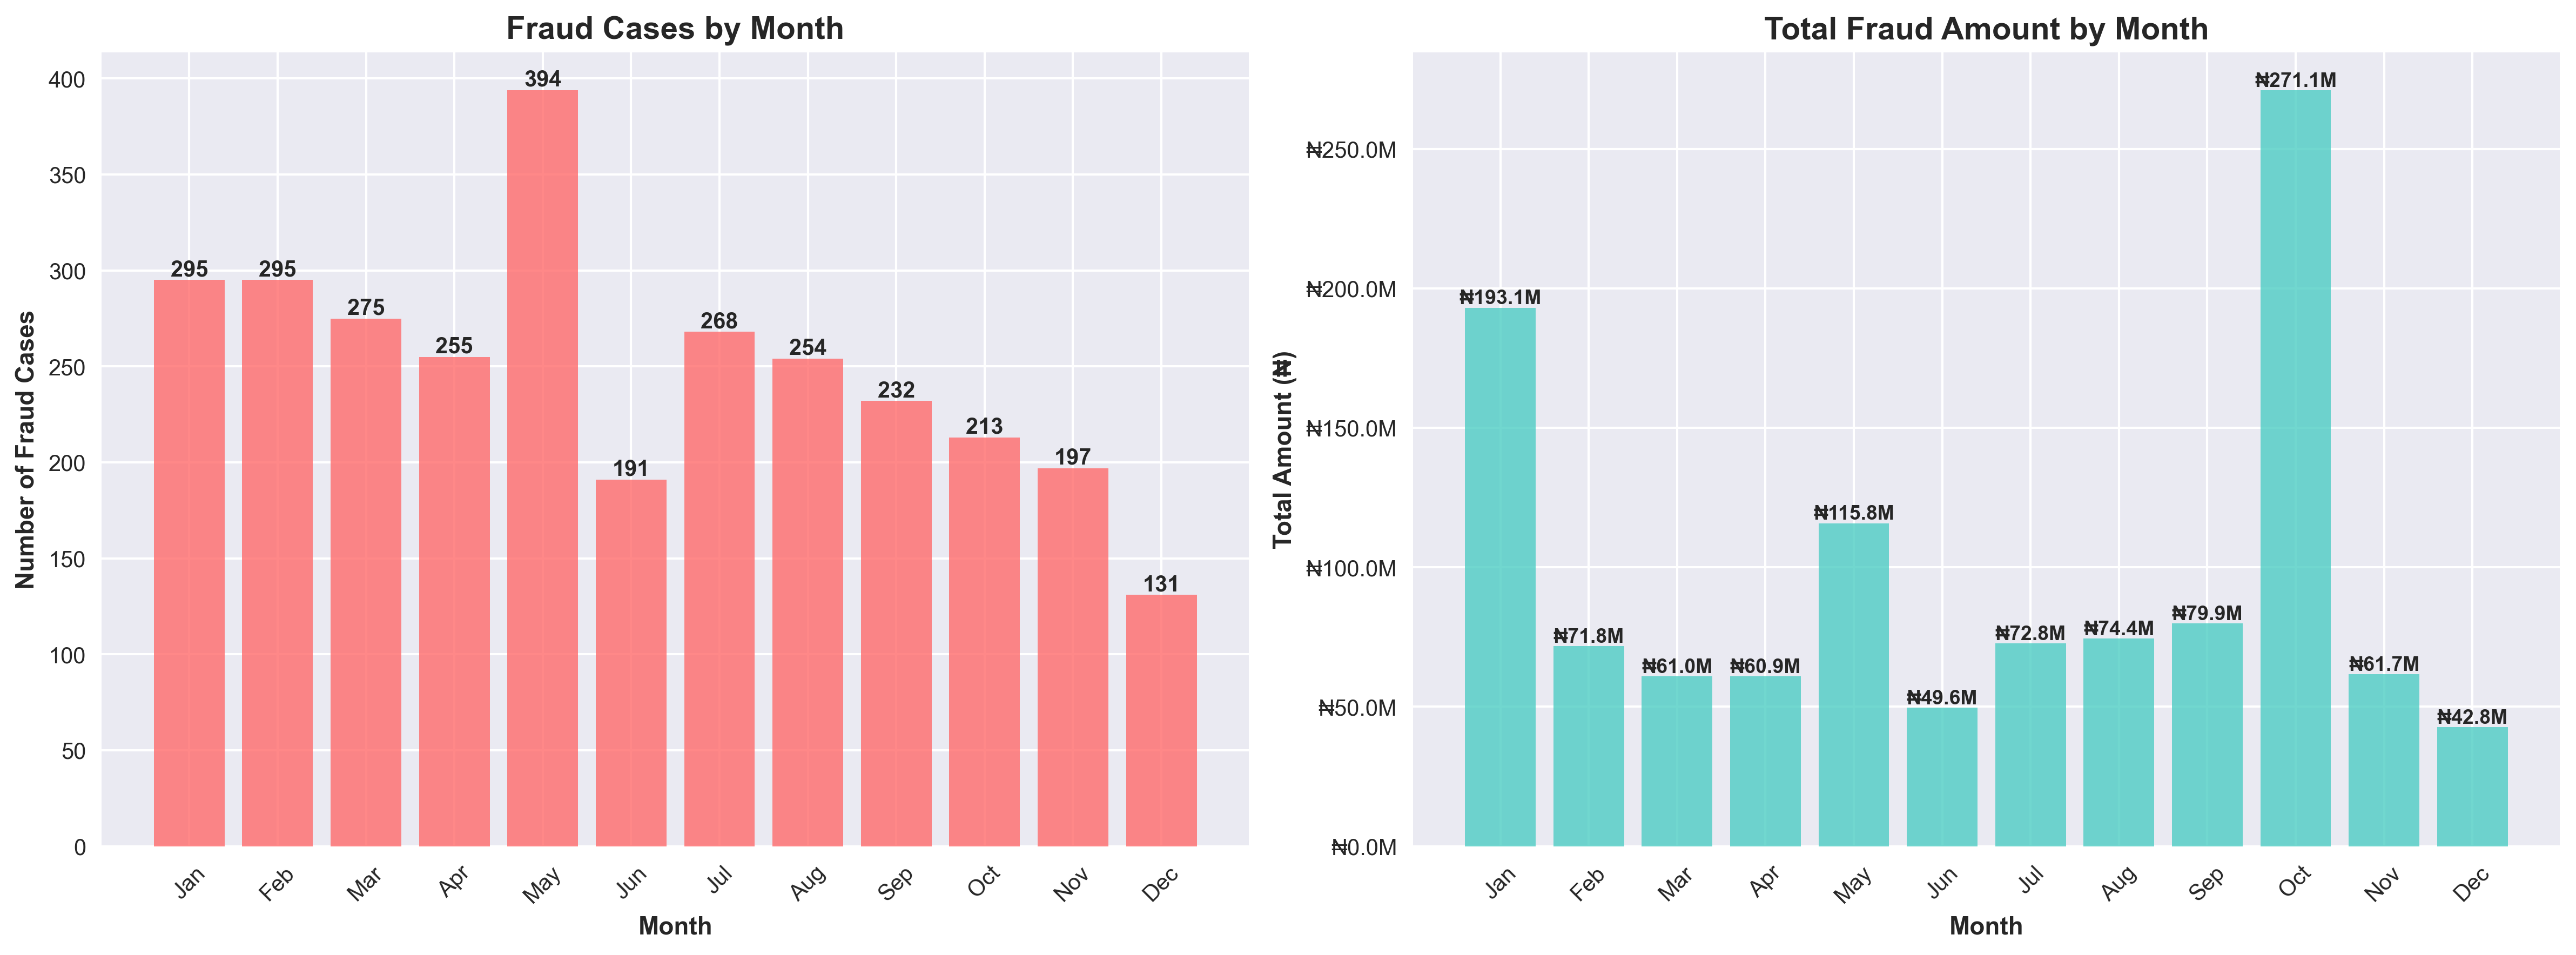 Fraud Cases by Month
400
350
300
250
200
150
100
50
0
Number of Fraud Cases
295
295
275
255
394
191
268
254
232
213
197
131
Jan
Feb
Mar
Apr
May
Jun
Jul
Aug
Sep
Oct
Nov
Dec
Month
Total Fraud Amount by Month
₦250.0M
₦200.0M
₦150.0M
₦100.0M
₦50.0M
₦0.0M
Total Amount (₦)
₦193.1M
₦71.8M
₦61.0M
₦60.9M
₦115.8M
₦49.6M
₦72.8M
₦74.4M
₦79.9M
₦271.1M
₦61.7M
₦42.8M
Jan
Feb
Mar
Apr
May
Jun
Jul
Aug
Sep
Oct
Nov
Dec
Month